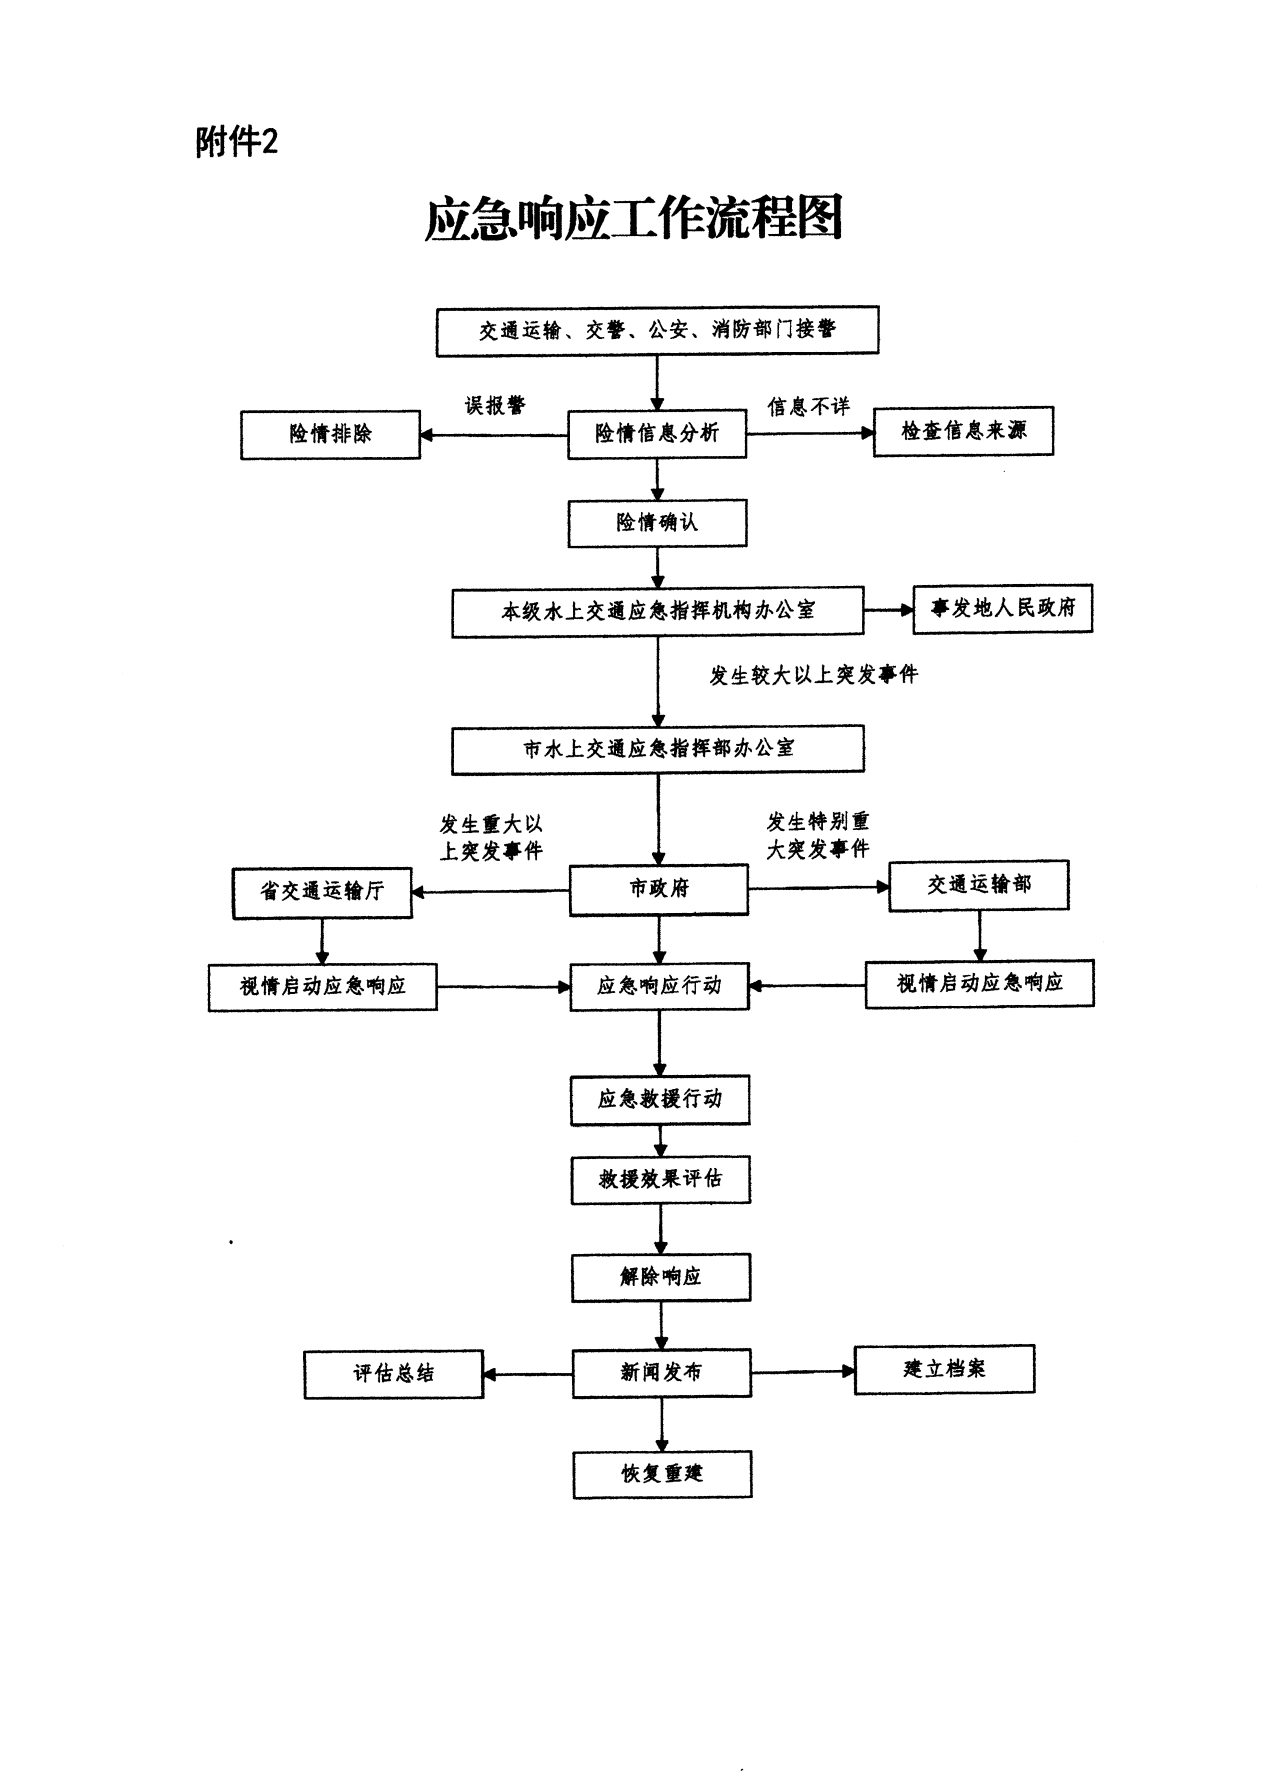 附件2
应急响应工作流程图
交通运输、交警、公安、消防部门接警
误报警
信息不详
险情排除
险情信息分析
检查信息来源
险情确认
本级水上交通应急指挥机构办公室
事发地人民政府
发生较大以上突发事件
市水上交通应急指挥部办公室
发生重大以
上突发事件
发生特别重
大突发事件
省交通运输厅
市政府
交通运输部
视情启动应急响应
应急响应行动
视情启动应急响应
应急救援行动
救援效果评估
解除响应
评估总结
新闻发布
建立档案
恢复重建